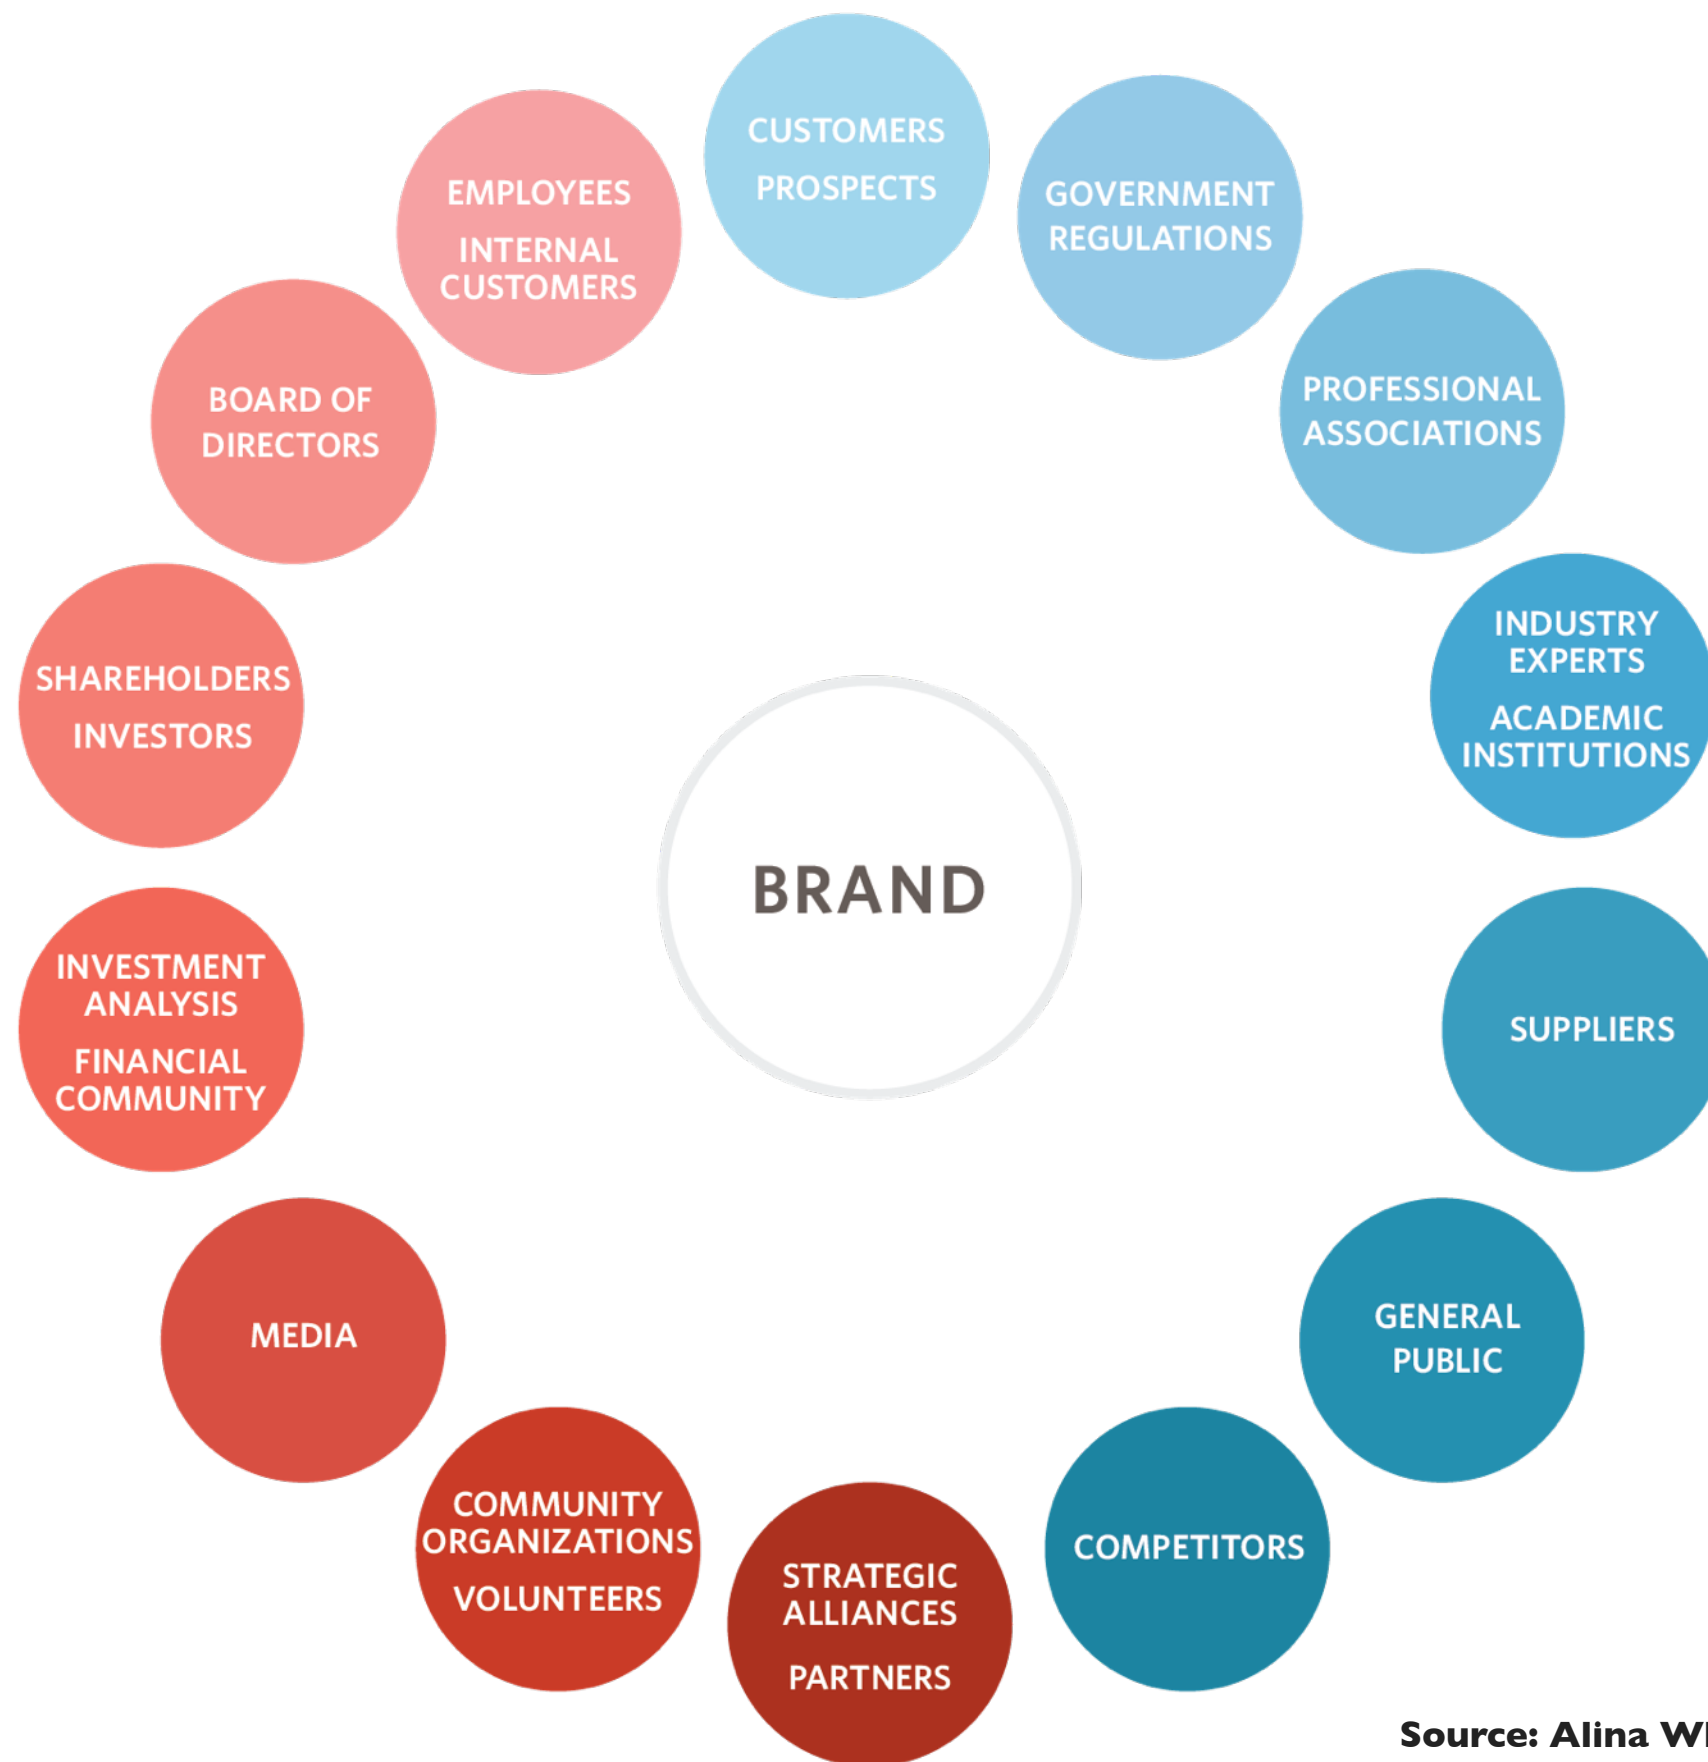 CUSTOMERS
PROSPECTS
GOVERNMENT
REGULATIONS
PROFESSIONAL
ASSOCIATIONS
INDUSTRY
EXPERTS
ACADEMIC
INSTITUTIONS
SUPPLIERS
GENERAL
PUBLIC
COMPETITORS
STRATEGIC
ALLIANCES
PARTNERS
COMMUNITY
ORGANIZATIONS
VOLUNTEERS
MEDIA
INVESTMENT
ANALYSIS
FINANCIAL
COMMUNITY
SHAREHOLDERS
INVESTORS
BOARD OF
DIRECTORS
EMPLOYEES
INTERNAL
CUSTOMERS
BRAND
Source: Alina